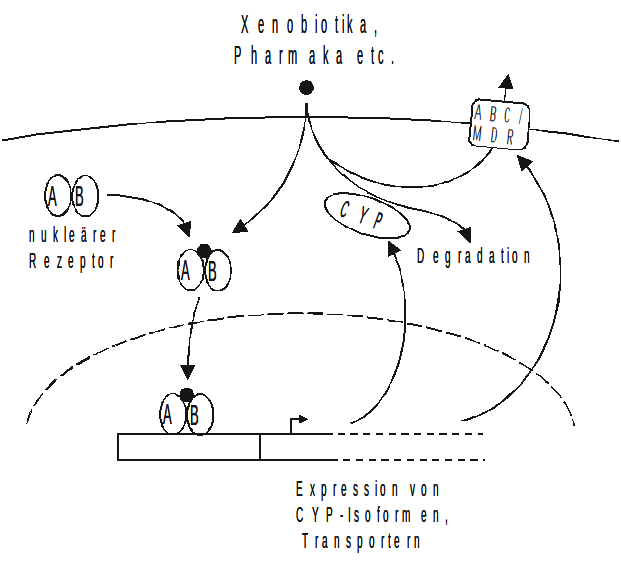 Xenobiotika,
Pharmaka etc.
ABC/
MDR
A B
nukleärer
Rezeptor
CYP
Degradation
A B
A B
Expression von
CYP-Isoformen,
Transportern